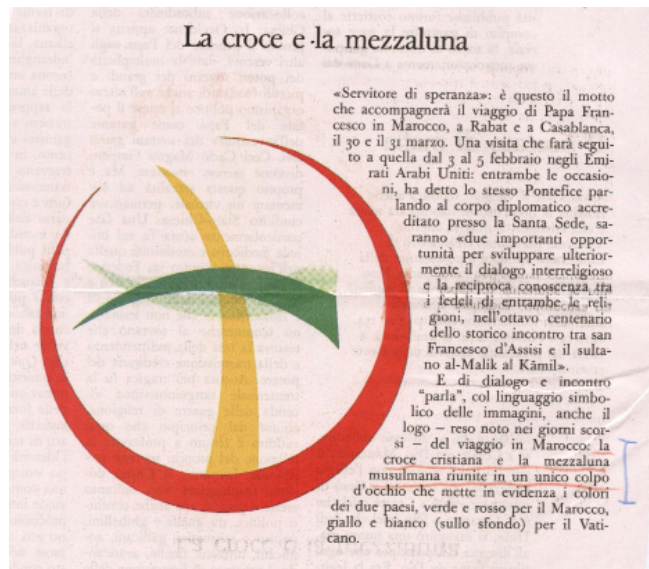 La croce e la mezzaluna
«Servitore di speranza»: è questo il motto
che accompagnerà il viaggio di Papa Fran-
cesco in Marocco, a Rabat e a Casablanca,
il 30 e il 31 marzo. Una visita che farà segui-
to a quella dal 3 al 5 febbraio negli Emi-
rati Arabi Uniti: entrambe le occasio-
ni, ha detto lo stesso Pontefice par-
lando al corpo diplomatico accre-
ditato presso la Santa Sede, sa-
ranno «due importanti oppor-
tunità per sviluppare ulterior-
mente il dialogo interreligioso
e la reciproca conoscenza tra
i fedeli di entrambe le reli-
gioni, nell'ottavo centenario
dello storico incontro tra san
Francesco d'Assisi e il sulta-
no al-Malik al Kāmil».
E di dialogo e incontro
"parla", col linguaggio simbo-
lico delle immagini, anche il
logo – reso noto nei giorni scor-
si – del viaggio in Marocco: la
croce cristiana e la mezzaluna
musulmana riunite in un unico colpo
d'occhio che mette in evidenza i colori
dei due paesi, verde e rosso per il Marocco,
giallo e bianco (sullo sfondo) per il Vati-
cano.